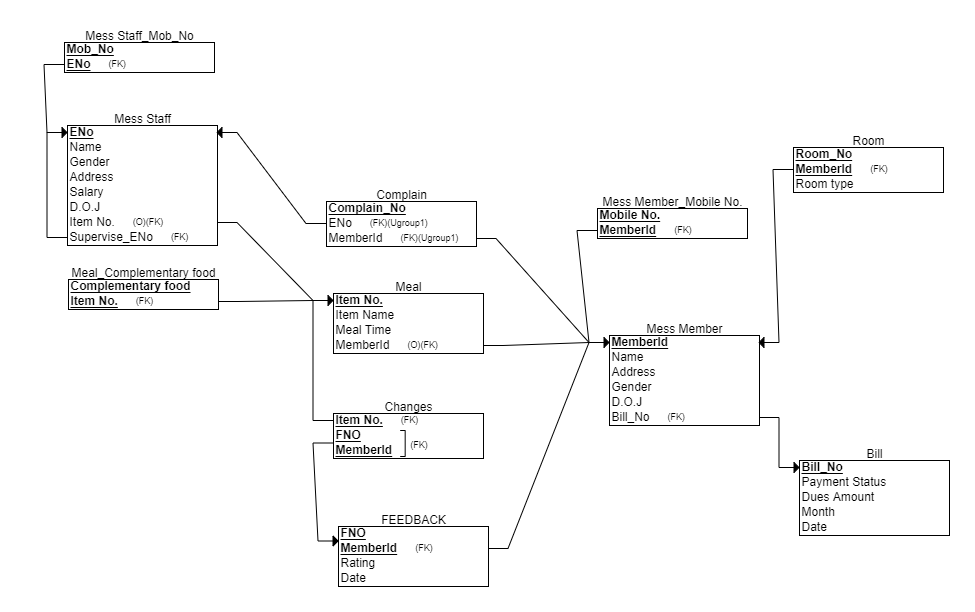 Mess Staff_Mob_No
Mob_No
ENo (FK)
Mess Staff
ENo
Name
Gender
Address
Salary
D.O.J
Item No. (O)(FK)
Supervise_ENo (FK)
Meal_Complementary food
Complementary food
Item No. (FK)
Complain
Complain_No
ENo (FK)(Ugroup1)
MemberId (FK)(Ugroup1)
Meal
Item No.
Item Name
Meal Time
MemberId (O)(FK)
Changes
Item No. (FK)
FNO
MemberId (FK)
FEEDBACK
FNO
MemberId (FK)
Rating
Date
Mess Member_Mobile No.
Mobile No.
MemberId (FK)
Mess Member
MemberId
Name
Address
Gender
D.O.J
Bill_No (FK)
Room
Room_No
MemberId (FK)
Room type
Bill
Bill_No
Payment Status
Dues Amount
Month
Date